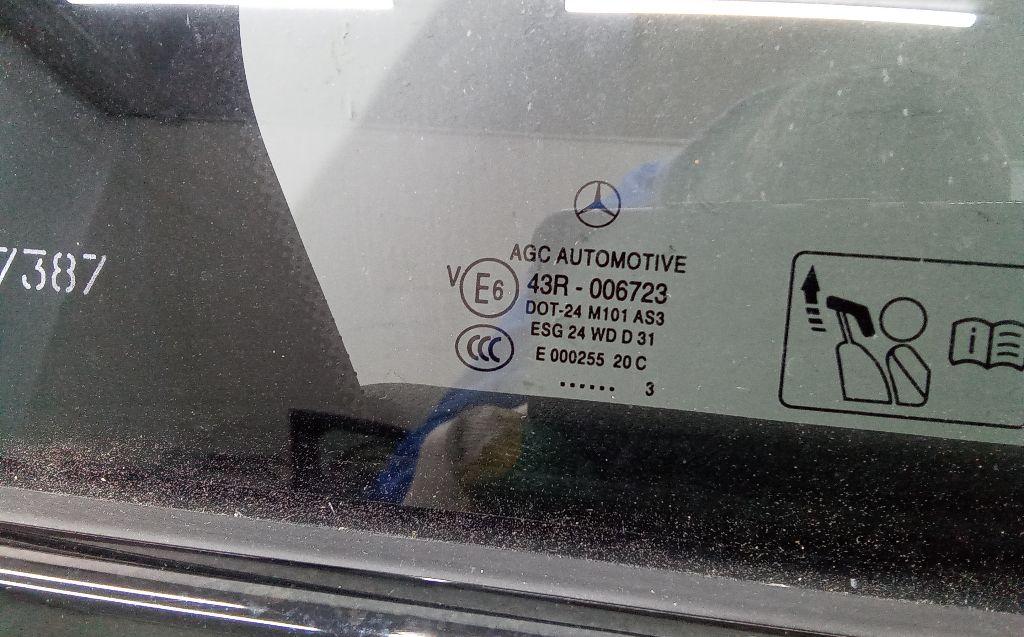 7387
AGC AUTOMOTIVE
V E6 43R - 006723
DOT-24 M101 AS3
ESG 24 WD D 31
CCC E 000255 20 C
...... 3
i